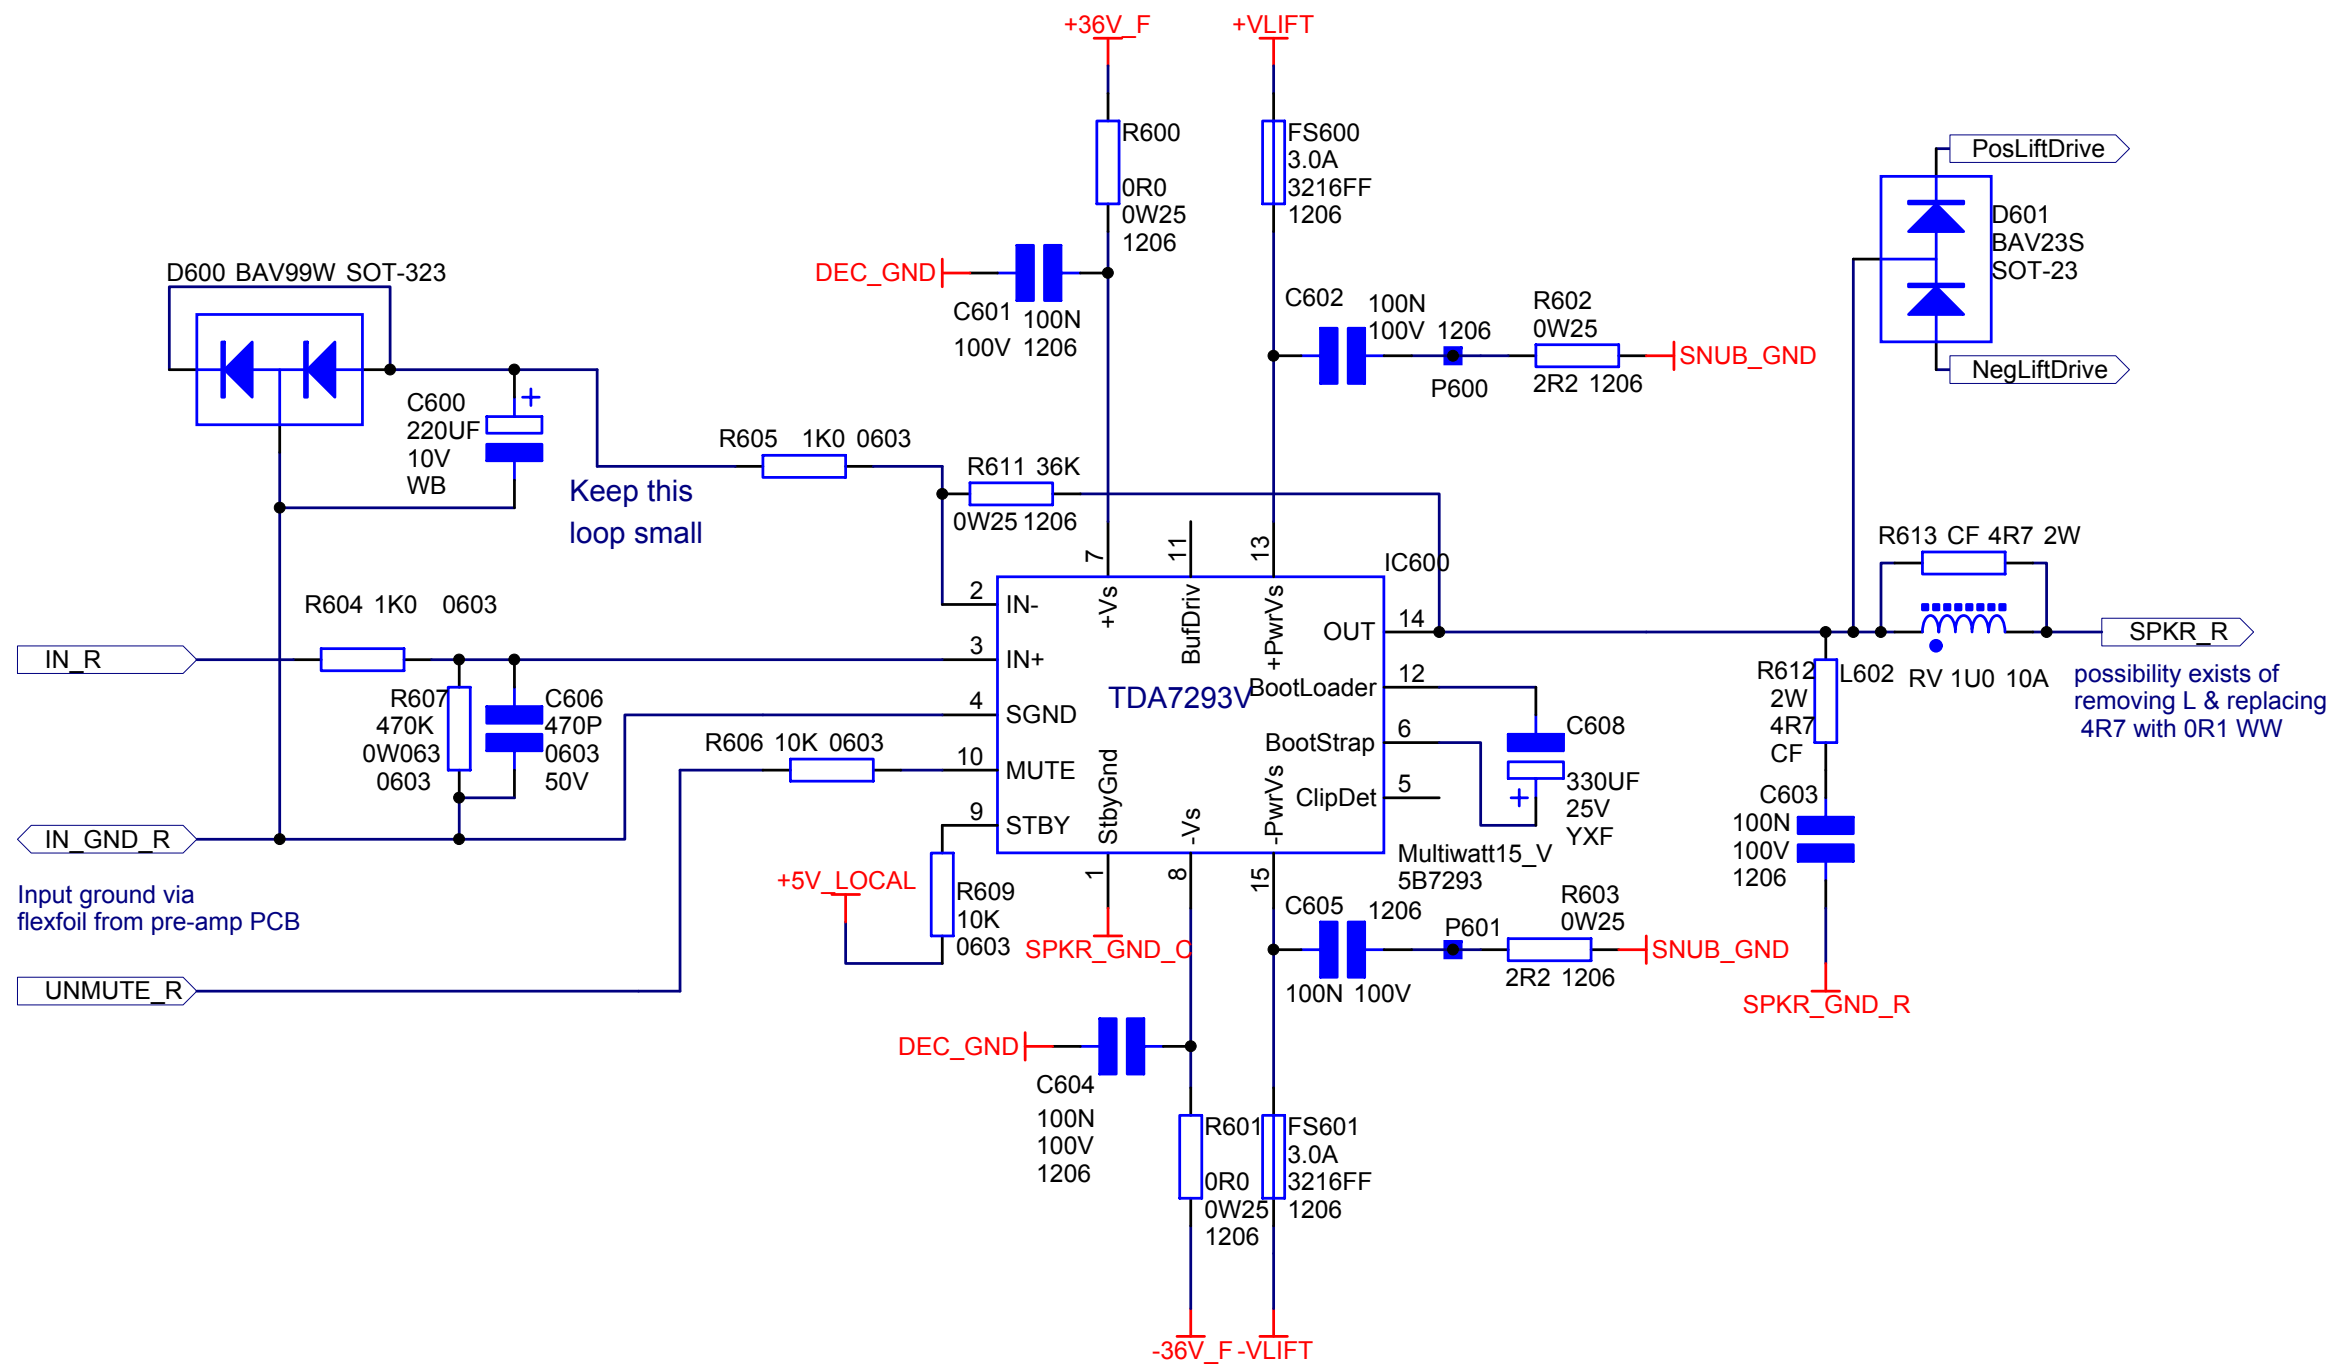 +36V_F
+VLIFT
R600
0R0
0W25
1206
FS600
3.0A
3216FF
1206
PosLiftDrive
D601
BAV23S
SOT-23
NegLiftDrive
D600 BAV99W SOT-323
DEC_GND
C601
100N
100V 1206
C602
100N
100V 1206
P600
R602
0W25
2R2 1206
SNUB_GND
C600
220UF
10V
WB
+
Keep this
loop small
R605 1K0 0603
R611 36K
0W25 1206
R613 CF 4R7 2W
7
11
13
IC600
+Vs
BufDriv
+PwrVs
2
IN-
3
IN+
4
SGND
10
MUTE
9
STBY
TDA7293V
OUT
14
BootLoader
12
BootStrap
6
ClipDet
5
StbyGnd
-Vs
-PwrVs
1
8
15
R604 1K0 0603
IN_R
R607
470K
0W063
0603
C606
470P
0603
50V
R606 10K 0603
IN_GND_R
Input ground via
flexfoil from pre-amp PCB
UNMUTE_R
+5V_LOCAL
R609
10K
0603
SPKR_GND_C
C608
330UF
25V
YXF
+
Multiwatt15_V
5B7293
SPKR_R
R612
2W
4R7
CF
L602
RV 1U0 10A
possibility exists of
removing L & replacing
4R7 with 0R1 WW
C603
100N
100V
1206
SPKR_GND_R
C605
1206
100N 100V
P601
R603
0W25
2R2 1206
SNUB_GND
DEC_GND
C604
100N
100V
1206
R601
0R0
0W25
1206
FS601
3.0A
3216FF
1206
-36V_F
-VLIFT